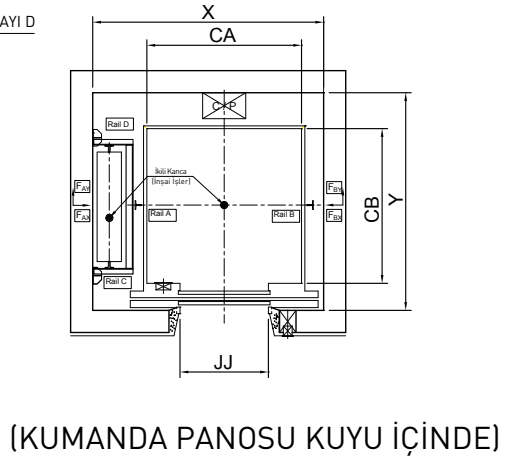 AYI D
X
CA
C P
Rail D
İkili Kanca
(İnşai İşler)
FAY
FAX
FBY
FBX
Rail A
Rail B
CB
Y
Rail C
JJ
(KUMANDA PANOSU KUYU İÇİNDE)